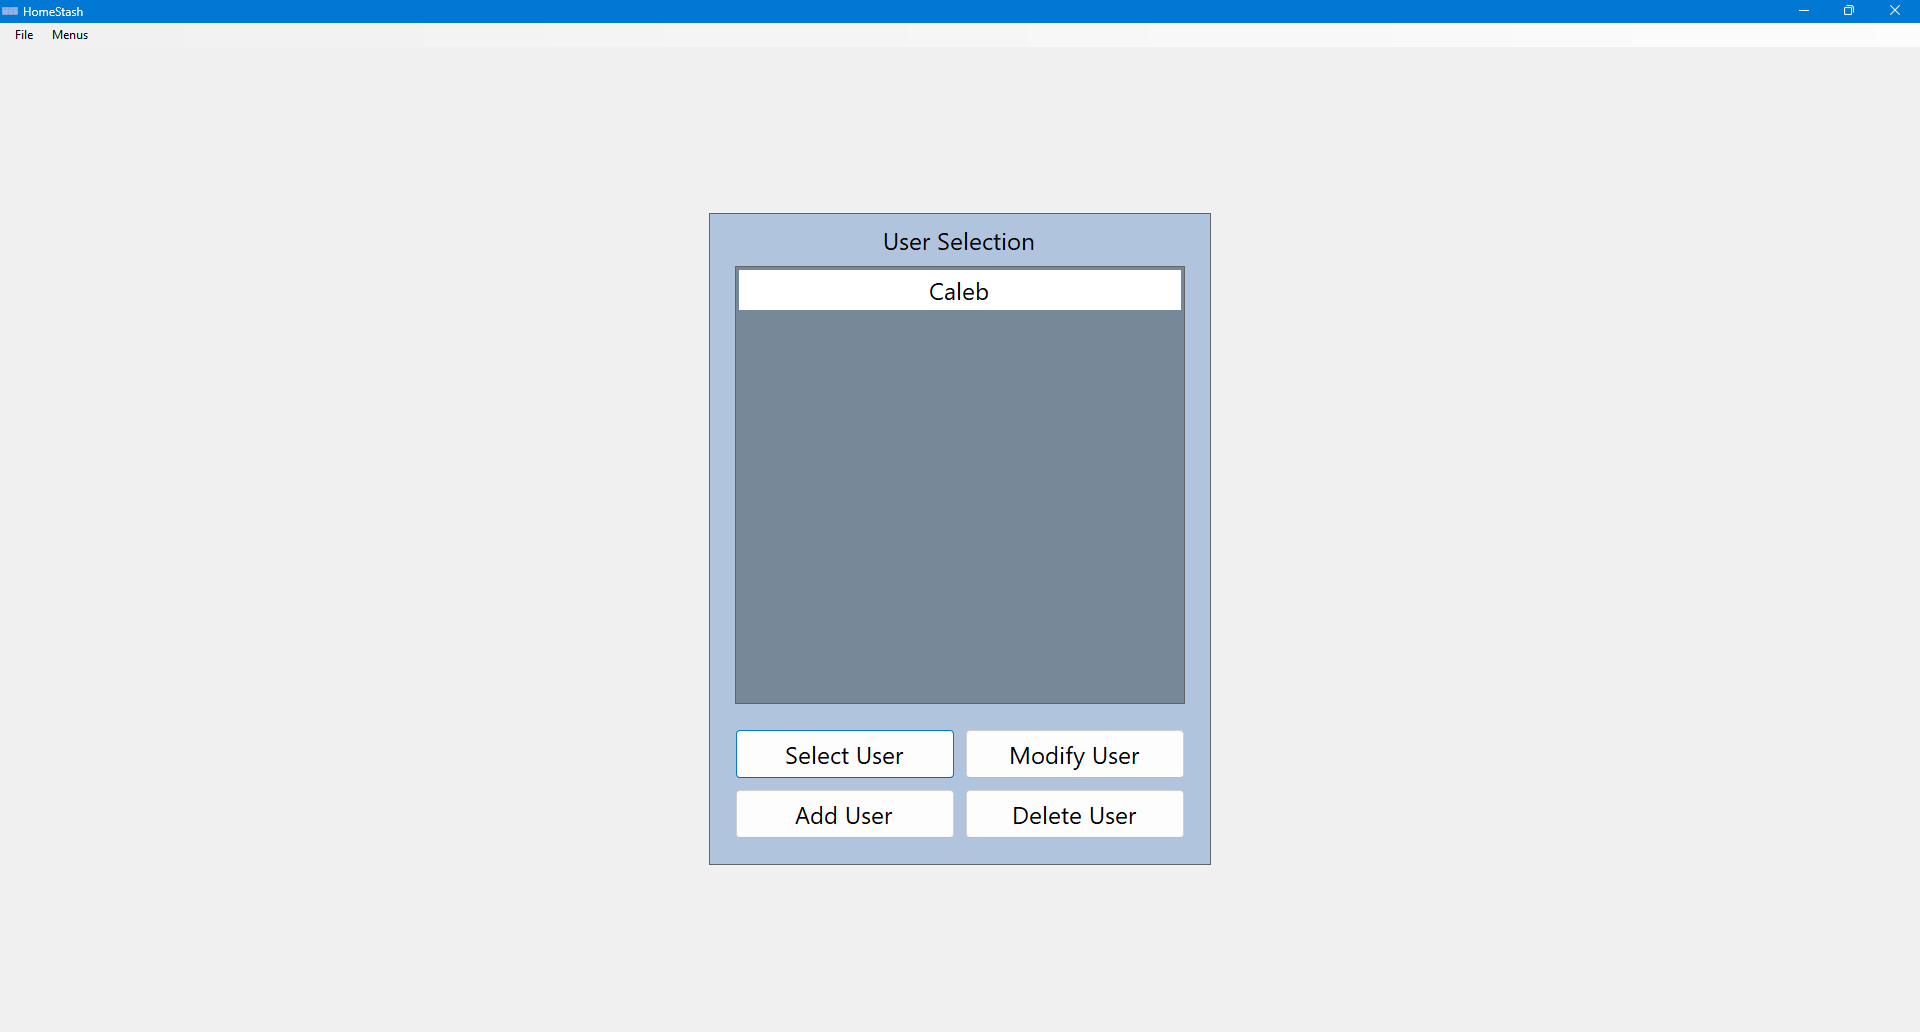 HomeStash
File Menus
User Selection
Caleb
Select User Modify User
Add User Delete User